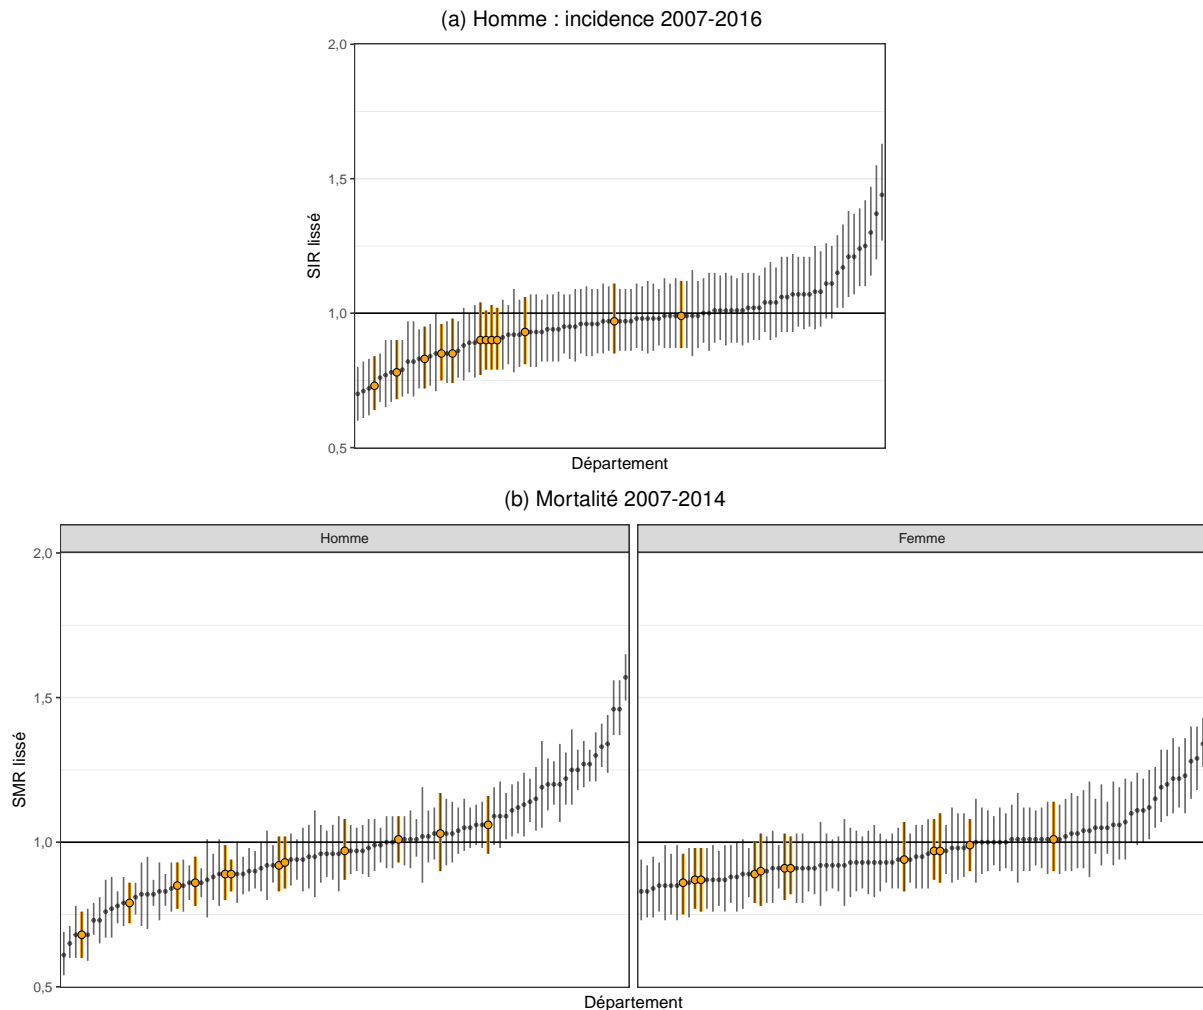 (a) Homme : incidence 2007-2016
2,0
1,5
1,0
0,5
SIR lissé
Département
(b) Mortalité 2007-2014
Homme
Femme
2,0
1,5
1,0
0,5
SMR lissé
Département